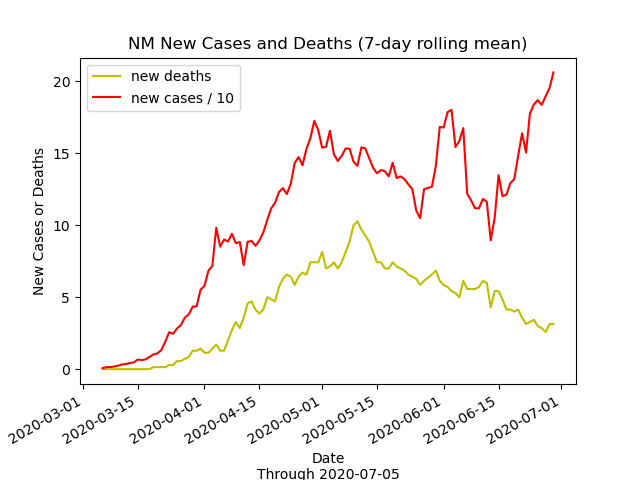 NM New Cases and Deaths (7-day rolling mean)
new deaths
new cases / 10
New Cases or Deaths
20
15
10
5
0
2020-03-01
2020-03-15
2020-04-01
2020-04-15
2020-05-01
2020-05-15
2020-06-01
2020-06-15
2020-07-01
Date
Through 2020-07-05